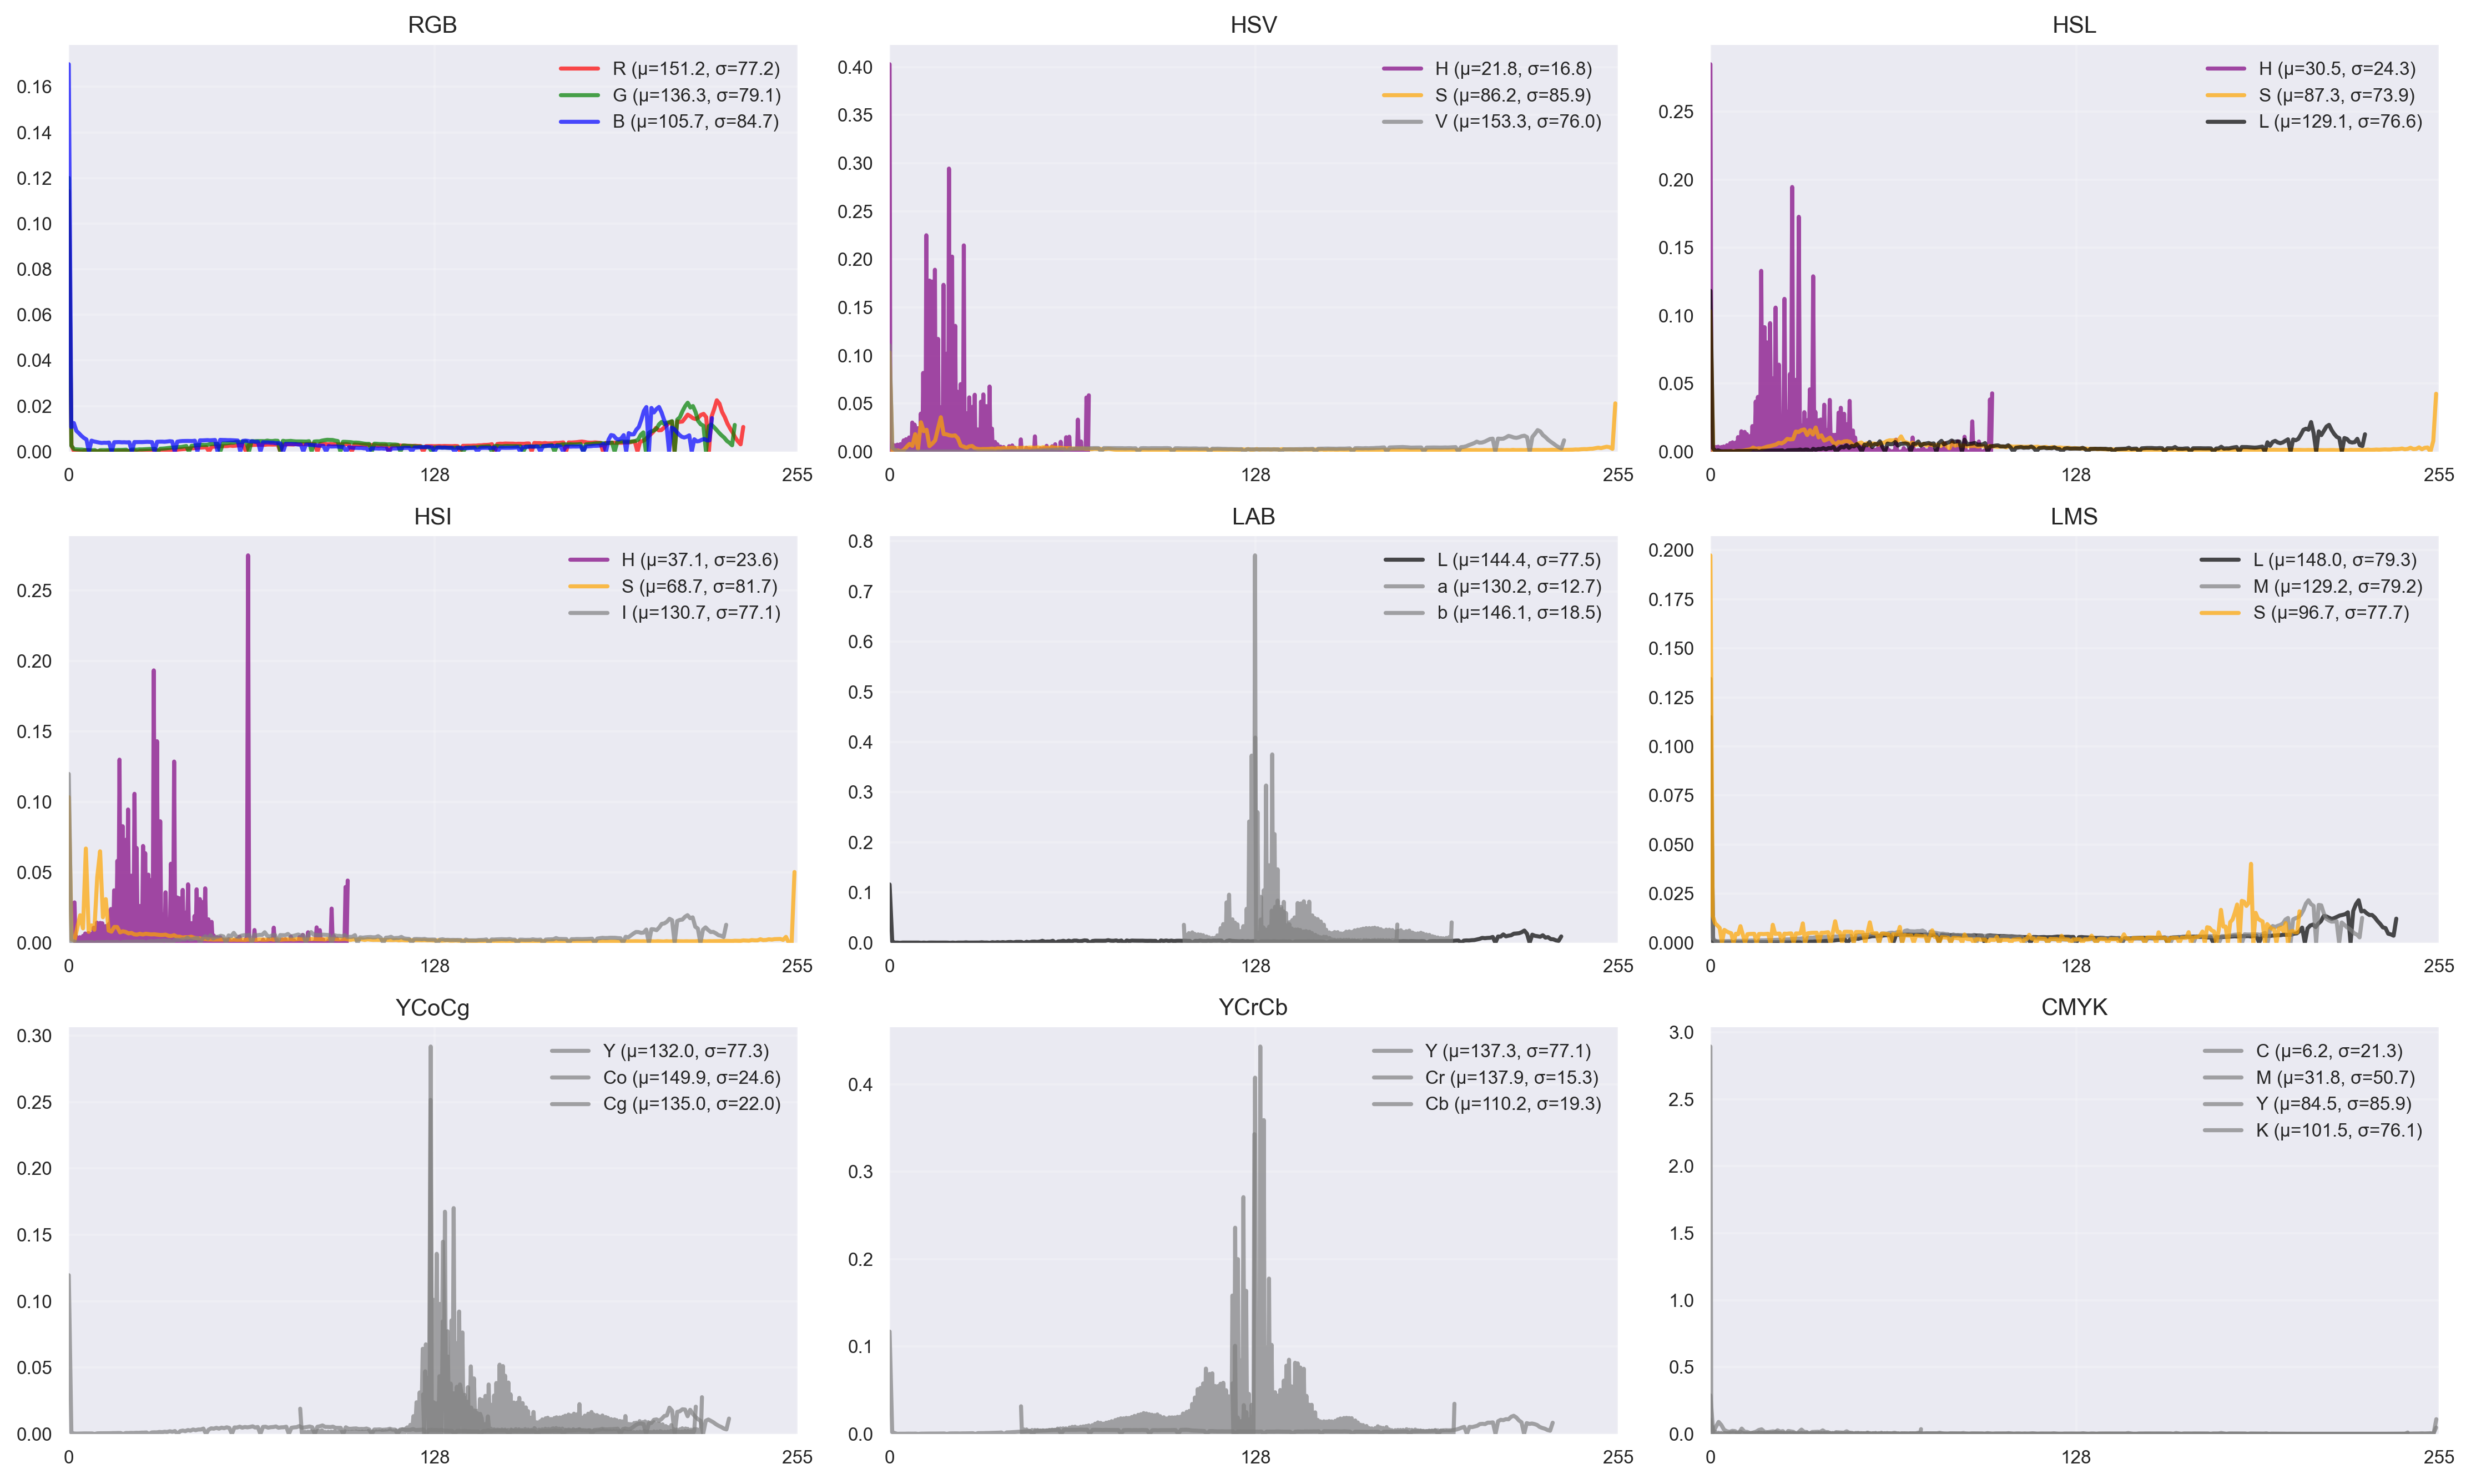 RGB
R (μ=151.2, σ=77.2)
G (μ=136.3, σ=79.1)
B (μ=105.7, σ=84.7)
0.16
0.14
0.12
0.10
0.08
0.06
0.04
0.02
0.00
0 128 255
HSV
H (μ=21.8, σ=16.8)
S (μ=86.2, σ=85.9)
V (μ=153.3, σ=76.0)
0.40
0.35
0.30
0.25
0.20
0.15
0.10
0.05
0.00
0 128 255
HSL
H (μ=30.5, σ=24.3)
S (μ=87.3, σ=73.9)
L (μ=129.1, σ=76.6)
0.25
0.20
0.15
0.10
0.05
0.00
0 128 255
HSI
H (μ=37.1, σ=23.6)
S (μ=68.7, σ=81.7)
I (μ=130.7, σ=77.1)
0.25
0.20
0.15
0.10
0.05
0.00
0 128 255
LAB
L (μ=144.4, σ=77.5)
a (μ=130.2, σ=12.7)
b (μ=146.1, σ=18.5)
0.8
0.7
0.6
0.5
0.4
0.3
0.2
0.1
0.0
0 128 255
LMS
L (μ=148.0, σ=79.3)
M (μ=129.2, σ=79.2)
S (μ=96.7, σ=77.7)
0.200
0.175
0.150
0.125
0.100
0.075
0.050
0.025
0.000
0 128 255
YCoCg
Y (μ=132.0, σ=77.3)
Co (μ=149.9, σ=24.6)
Cg (μ=135.0, σ=22.0)
0.30
0.25
0.20
0.15
0.10
0.05
0.00
0 128 255
YCrCb
Y (μ=137.3, σ=77.1)
Cr (μ=137.9, σ=15.3)
Cb (μ=110.2, σ=19.3)
0.4
0.3
0.2
0.1
0.0
0 128 255
CMYK
C (μ=6.2, σ=21.3)
M (μ=31.8, σ=50.7)
Y (μ=84.5, σ=85.9)
K (μ=101.5, σ=76.1)
3.0
2.5
2.0
1.5
1.0
0.5
0.0
0 128 255